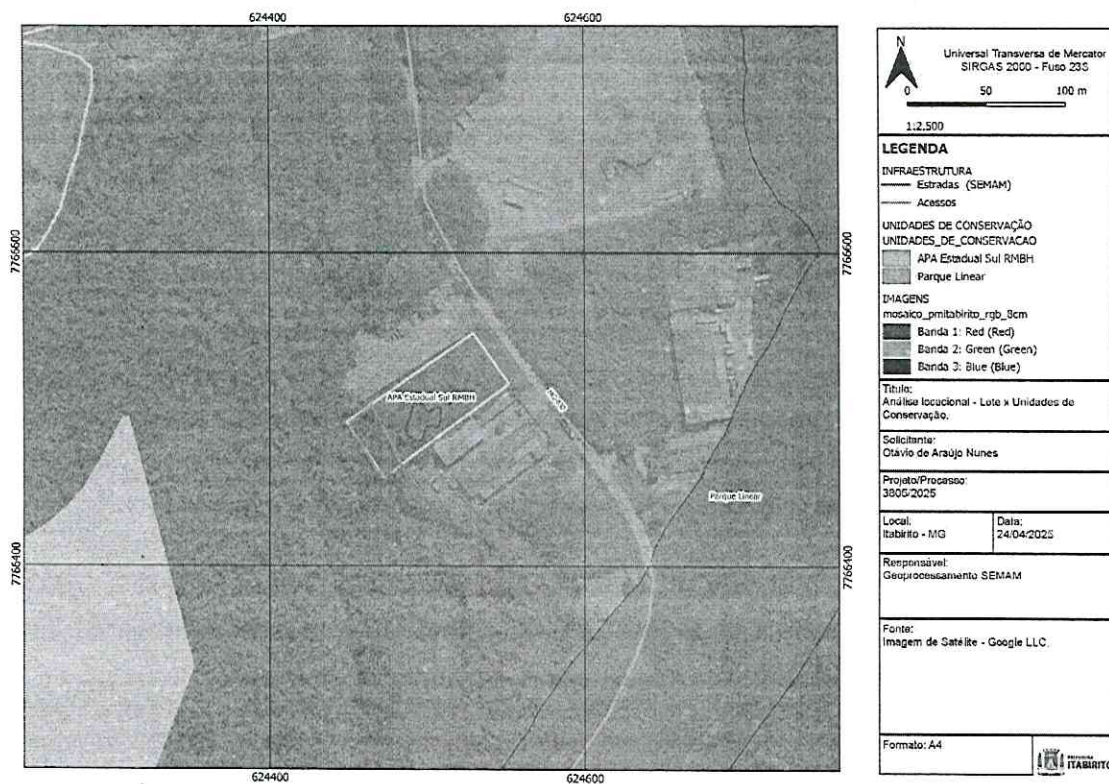 624400
624600
7766600
7766600
APA Estadual Sul RMBH
Parque Linear
7766400
7766400
624400
624600
N
Universal Transversa de Mercator
SIRGAS 2000 - Fuso 23S
0 50 100 m
1:2.500
LEGENDA
INFRAESTRUTURA
Estradas (SEMAM)
Acessos
UNIDADES DE CONSERVAÇÃO
UNIDADES_DE_CONSERVACAO
APA Estadual Sul RMBH
Parque Linear
IMAGENS
mosaico_pmitabirito_rgb_8cm
Banda 1: Red (Red)
Banda 2: Green (Green)
Banda 3: Blue (Blue)
Título:
Análise locacional - Lote x Unidades de
Conservação.
Solicitante:
Otávio de Araújo Nunes
Projeto/Processo:
3805/2025
Local:
Itabirito - MG
Data:
24/04/2025
Responsável:
Geoprocessamento SEMAM
Fonte:
Imagem de Satélite - Google LLC.
Formato: A4
PREFEITURA
ITABIRITO